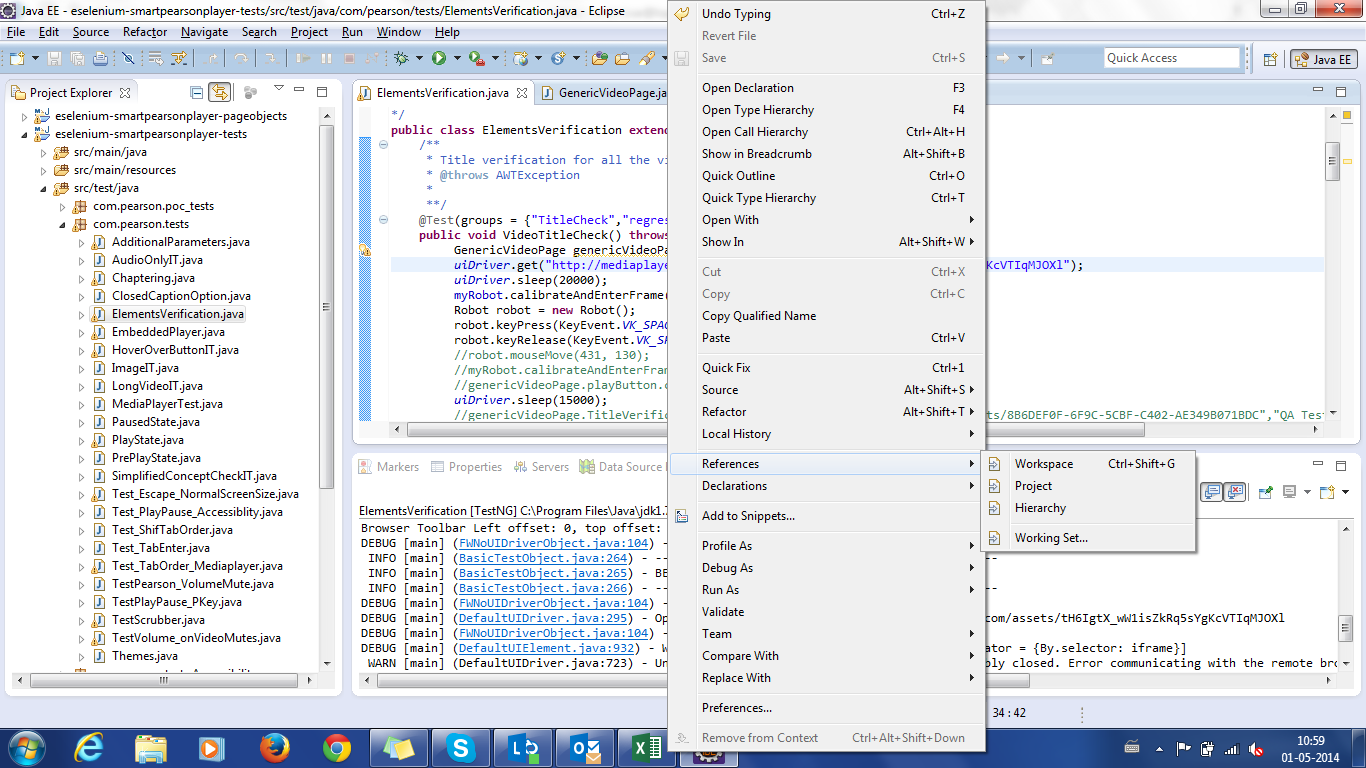 Java EE - eselenium-smartpearsonplayer-tests/src/test/java/com/pearson/tests/ElementsVerification.java - Eclipse
File Edit Source Refactor Navigate Search Project Run Window Help
Quick Access
Java EE
Project Explorer
eselenium-smartpearsonplayer-pageobjects
eselenium-smartpearsonplayer-tests
src/main/java
src/main/resources
src/test/java
com.pearson.poc_tests
com.pearson.tests
AdditionalParameters.java
AudioOnlyIT.java
Chaptering.java
ClosedCaptionOption.java
ElementsVerification.java
EmbeddedPlayer.java
HoverOverButtonIT.java
ImageIT.java
LongVideoIT.java
MediaPlayerTest.java
PausedState.java
PlayState.java
PrePlayState.java
SimplifiedConceptCheckIT.java
Test_Escape_NormalScreenSize.java
Test_PlayPause_Accessiblity.java
Test_ShifTabOrder.java
Test_TabEnter.java
Test_TabOrder_Mediaplayer.java
TestPearson_VolumeMute.java
TestPlayPause_PKey.java
TestScrubber.java
TestVolume_onVideoMutes.java
Themes.java
ElementsVerification.java
GenericVideoPage.ja
*/
public class ElementsVerification exten
/**
* Title verification for all the v
* @throws AWTException
*
**/
@Test(groups = {"TitleCheck","regres
public void VideoTitleCheck() throws
GenericVideoPage genericVideoPa
uiDriver.get("http://mediaplaye KcVTIqMJOXl");
uiDriver.sleep(20000);
myRobot.calibrateAndEnterFrame(
Robot robot = new Robot();
robot.keyPress(KeyEvent.VK_SPAC
robot.keyRelease(KeyEvent.VK_SP
//robot.mouseMove(431, 130);
//myRobot.calibrateAndEnterFram
//genericVideoPage.playButton.c
uiDriver.sleep(15000);
//genericVideoPage.TitleVerific ts/8B6DEF0F-6F9C-5CBF-C402-AE349B071BDC","QA Tes
Markers Properties Servers Data Source
ElementsVerification [TestNG] C:\Program Files\Java\jdk1.
Browser Toolbar Left offset: 0, top offset:
DEBUG [main] (FWNoUIDriverObject.java:104) -
INFO [main] (BasicTestObject.java:264) - --
INFO [main] (BasicTestObject.java:265) - BE
INFO [main] (BasicTestObject.java:266) - --
DEBUG [main] (FWNoUIDriverObject.java:104) -
DEBUG [main] (DefaultUIDriver.java:295) - Op com/assets/tH6IgtX_wW1isZkRq5sYgKcVTIqMJOXl
DEBUG [main] (FWNoUIDriverObject.java:104) -
DEBUG [main] (DefaultUIElement.java:932) - W ator = {By.selector: iframe}]
WARN [main] (DefaultUIDriver.java:723) - Un bly closed. Error communicating with the remote bro
Undo Typing Ctrl+Z
Revert File
Save Ctrl+S
Open Declaration F3
Open Type Hierarchy F4
Open Call Hierarchy Ctrl+Alt+H
Show in Breadcrumb Alt+Shift+B
Quick Outline Ctrl+O
Quick Type Hierarchy Ctrl+T
Open With
Show In Alt+Shift+W
Cut Ctrl+X
Copy Ctrl+C
Copy Qualified Name
Paste Ctrl+V
Quick Fix Ctrl+1
Source Alt+Shift+S
Refactor Alt+Shift+T
Local History
References
Declarations
Add to Snippets...
Profile As
Debug As
Run As
Validate
Team
Compare With
Replace With
Preferences...
Remove from Context Ctrl+Alt+Shift+Down
Workspace Ctrl+Shift+G
Project
Hierarchy
Working Set...
34 : 42
10:59
01-05-2014